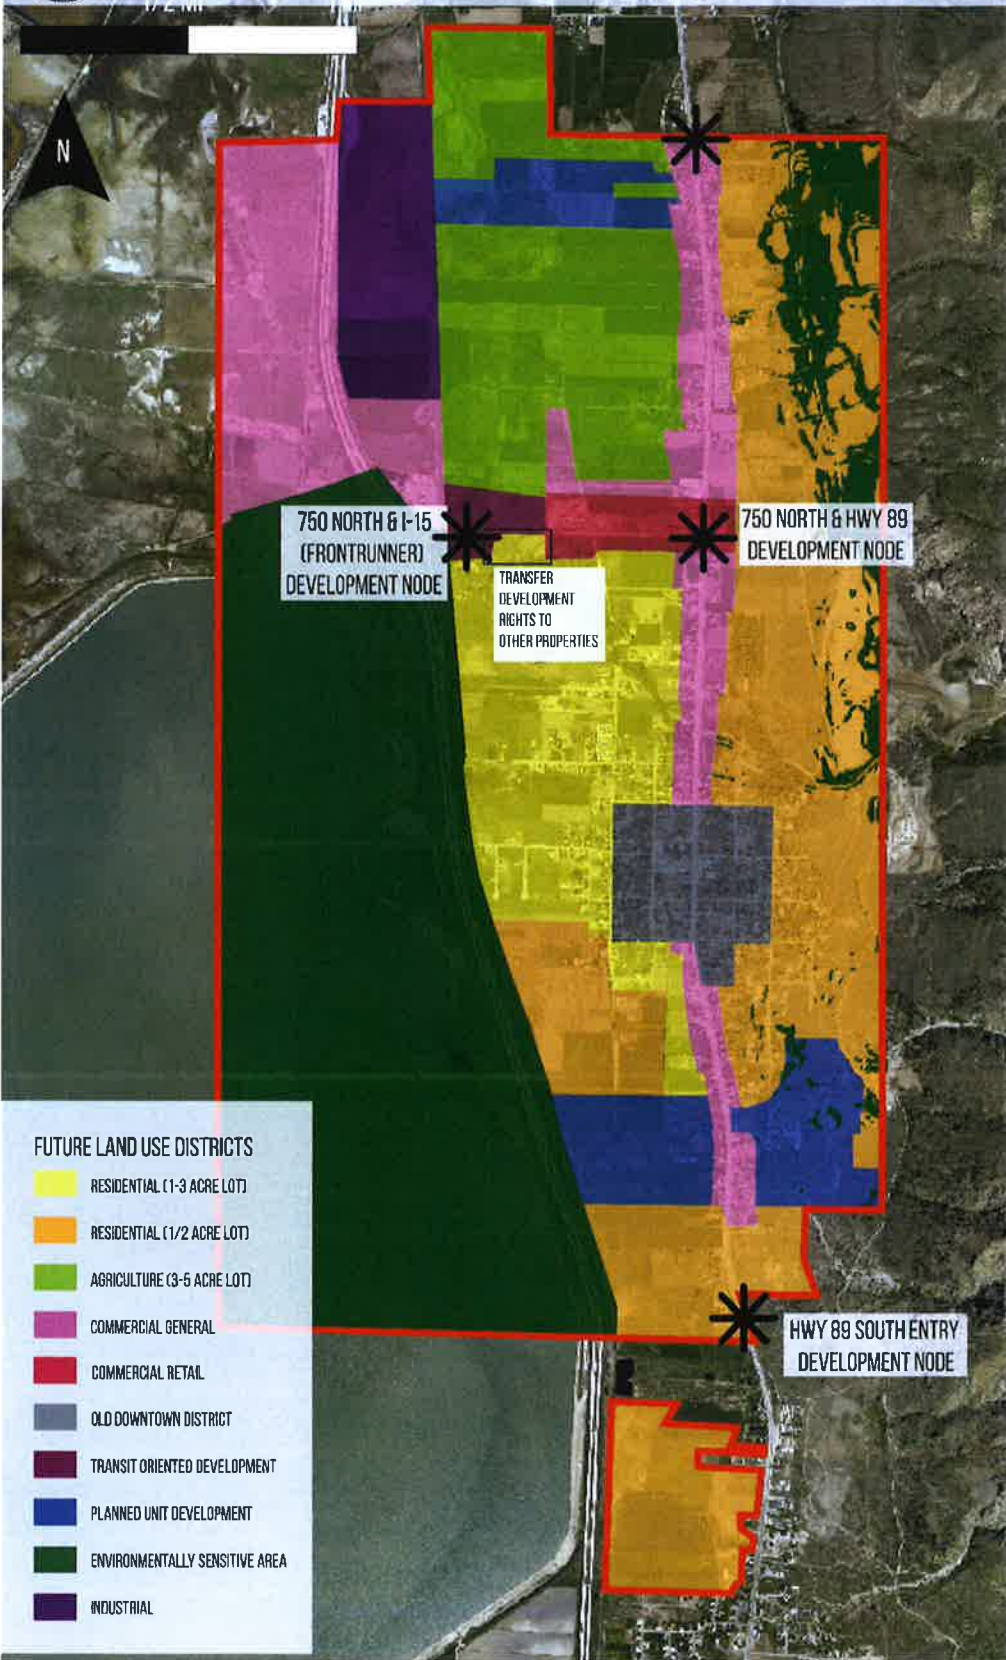 N
750 NORTH & I-15
(FRONTRUNNER)
DEVELOPMENT NODE
750 NORTH & HWY 89
DEVELOPMENT NODE
TRANSFER
DEVELOPMENT
RIGHTS TO
OTHER PROPERTIES
HWY 89 SOUTH ENTRY
DEVELOPMENT NODE
FUTURE LAND USE DISTRICTS
RESIDENTIAL (1-3 ACRE LOT)
RESIDENTIAL (1/2 ACRE LOT)
AGRICULTURE (3-5 ACRE LOT)
COMMERCIAL GENERAL
COMMERCIAL RETAIL
OLD DOWNTOWN DISTRICT
TRANSIT ORIENTED DEVELOPMENT
PLANNED UNIT DEVELOPMENT
ENVIRONMENTALLY SENSITIVE AREA
INDUSTRIAL